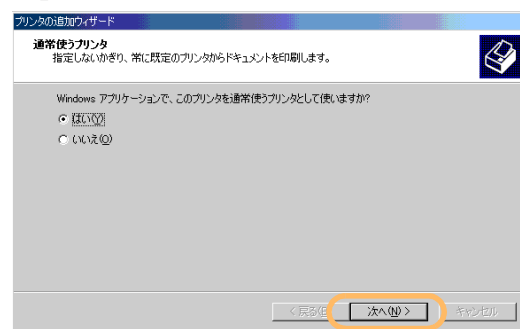 プリンタの追加ウィザード
通常使うプリンタ
指定しないかぎり、常に既定のプリンタからドキュメントを印刷します。
Windows アプリケーションで、このプリンタを通常使うプリンタとして使いますか?
はい(Y)
いいえ(O)
< 戻る(B 次へ(N) > キャンセル